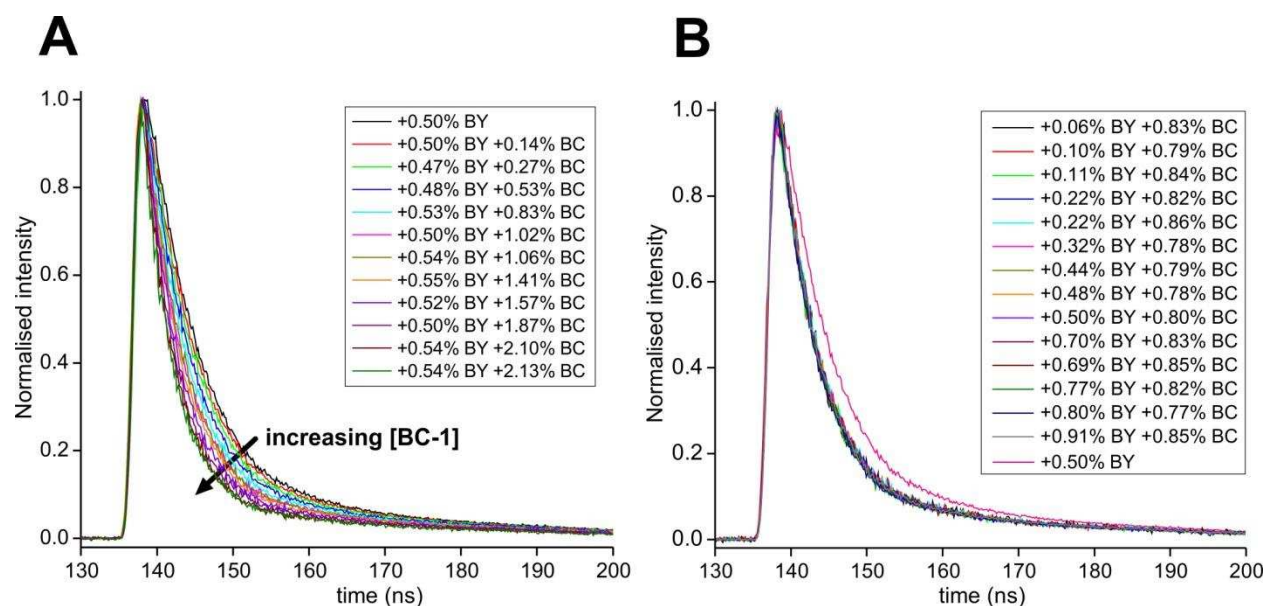 A
Normalised intensity
1.0
0.8
0.6
0.4
0.2
0.0
+0.50% BY
+0.50% BY +0.14% BC
+0.47% BY +0.27% BC
+0.48% BY +0.53% BC
+0.53% BY +0.83% BC
+0.50% BY +1.02% BC
+0.54% BY +1.06% BC
+0.55% BY +1.41% BC
+0.52% BY +1.57% BC
+0.50% BY +1.87% BC
+0.54% BY +2.10% BC
+0.54% BY +2.13% BC
increasing [BC-1]
130 140 150 160 170 180 190 200
time (ns)
B
Normalised intensity
1.0
0.8
0.6
0.4
0.2
0.0
+0.06% BY +0.83% BC
+0.10% BY +0.79% BC
+0.11% BY +0.84% BC
+0.22% BY +0.82% BC
+0.22% BY +0.86% BC
+0.32% BY +0.78% BC
+0.44% BY +0.79% BC
+0.48% BY +0.78% BC
+0.50% BY +0.80% BC
+0.70% BY +0.83% BC
+0.69% BY +0.85% BC
+0.77% BY +0.82% BC
+0.80% BY +0.77% BC
+0.91% BY +0.85% BC
+0.50% BY
130 140 150 160 170 180 190 200
time (ns)